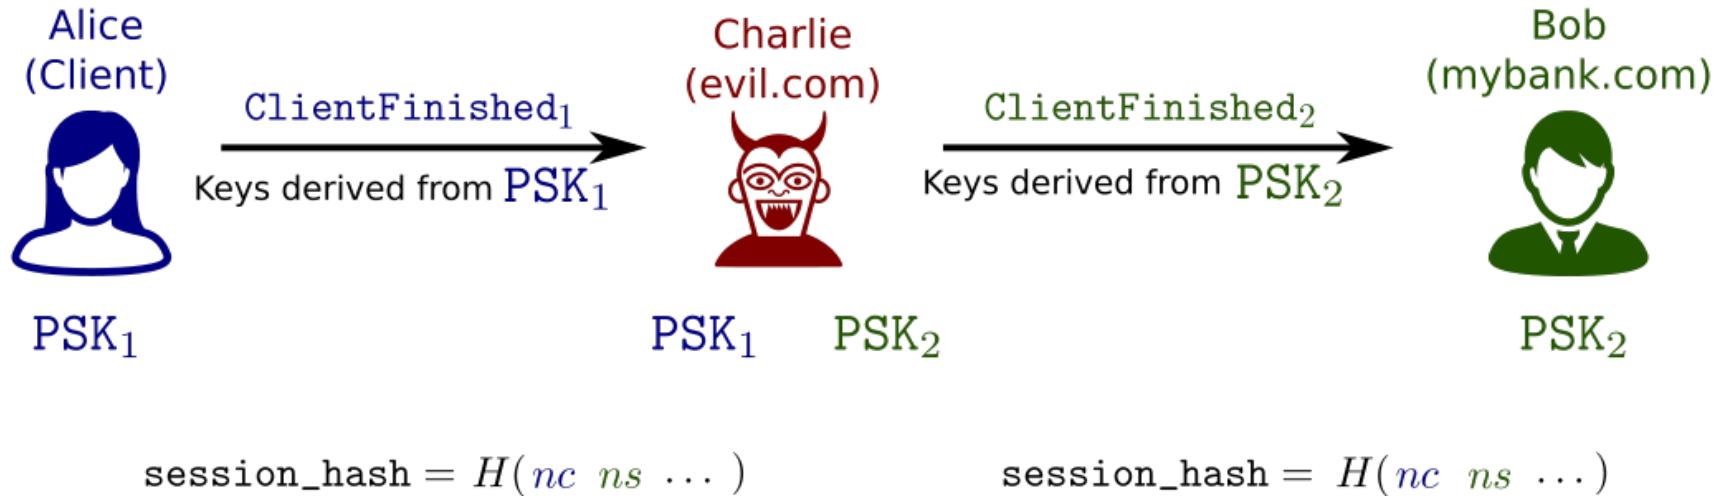 Alice
(Client)
Charlie
(evil.com)
Bob
(mybank.com)
ClientFinished₁
Keys derived from PSK₁
ClientFinished₂
Keys derived from PSK₂
PSK₁
PSK₁ PSK₂
PSK₂
session_hash = H( nc ns ⋯ )
session_hash = H( nc ns ⋯ )